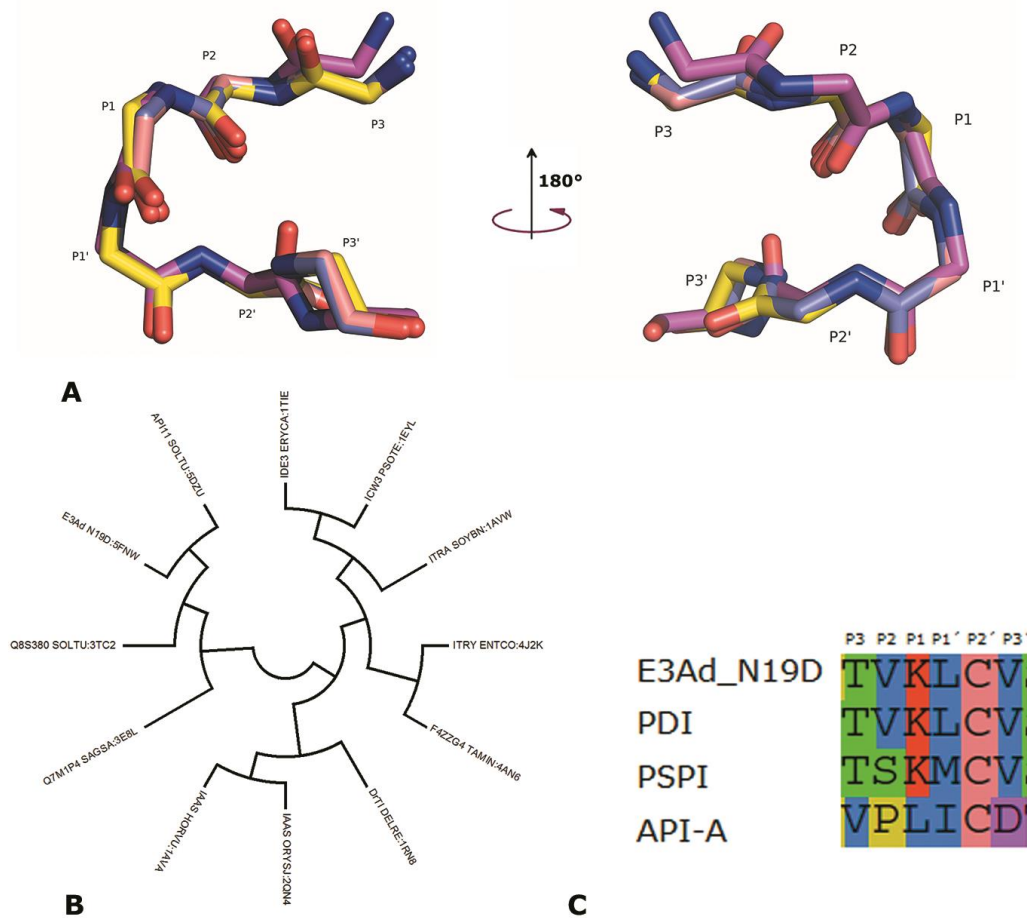 P2
P1
P3
P1'
P3'
P2'
180°
P2
P1
P3
P3'
P1'
P2'
A
API11 SOLTU:5DZU
E3Ad N19D:5FNW
Q8S380 SOLTU:3TC2
Q7M1P4 SAGSA:3E8L
IAAS HORVU:1AVA
IAAS ORYSJ:2QN4
DrTI DELRE:1RN8
F4ZZG4 TAMIN:4AN6
ITRY ENTCO:4J2K
ITRA SOYBN:1AVW
ICW3 PSOTE:1EYL
IDE3 ERYCA:1TIE
B
P3 P2 P1 P1´ P2´ P3´
E3Ad_N19D TVKLCV
PDI TVKLCV
PSPI TSKMCV
API-A VPLICD
C